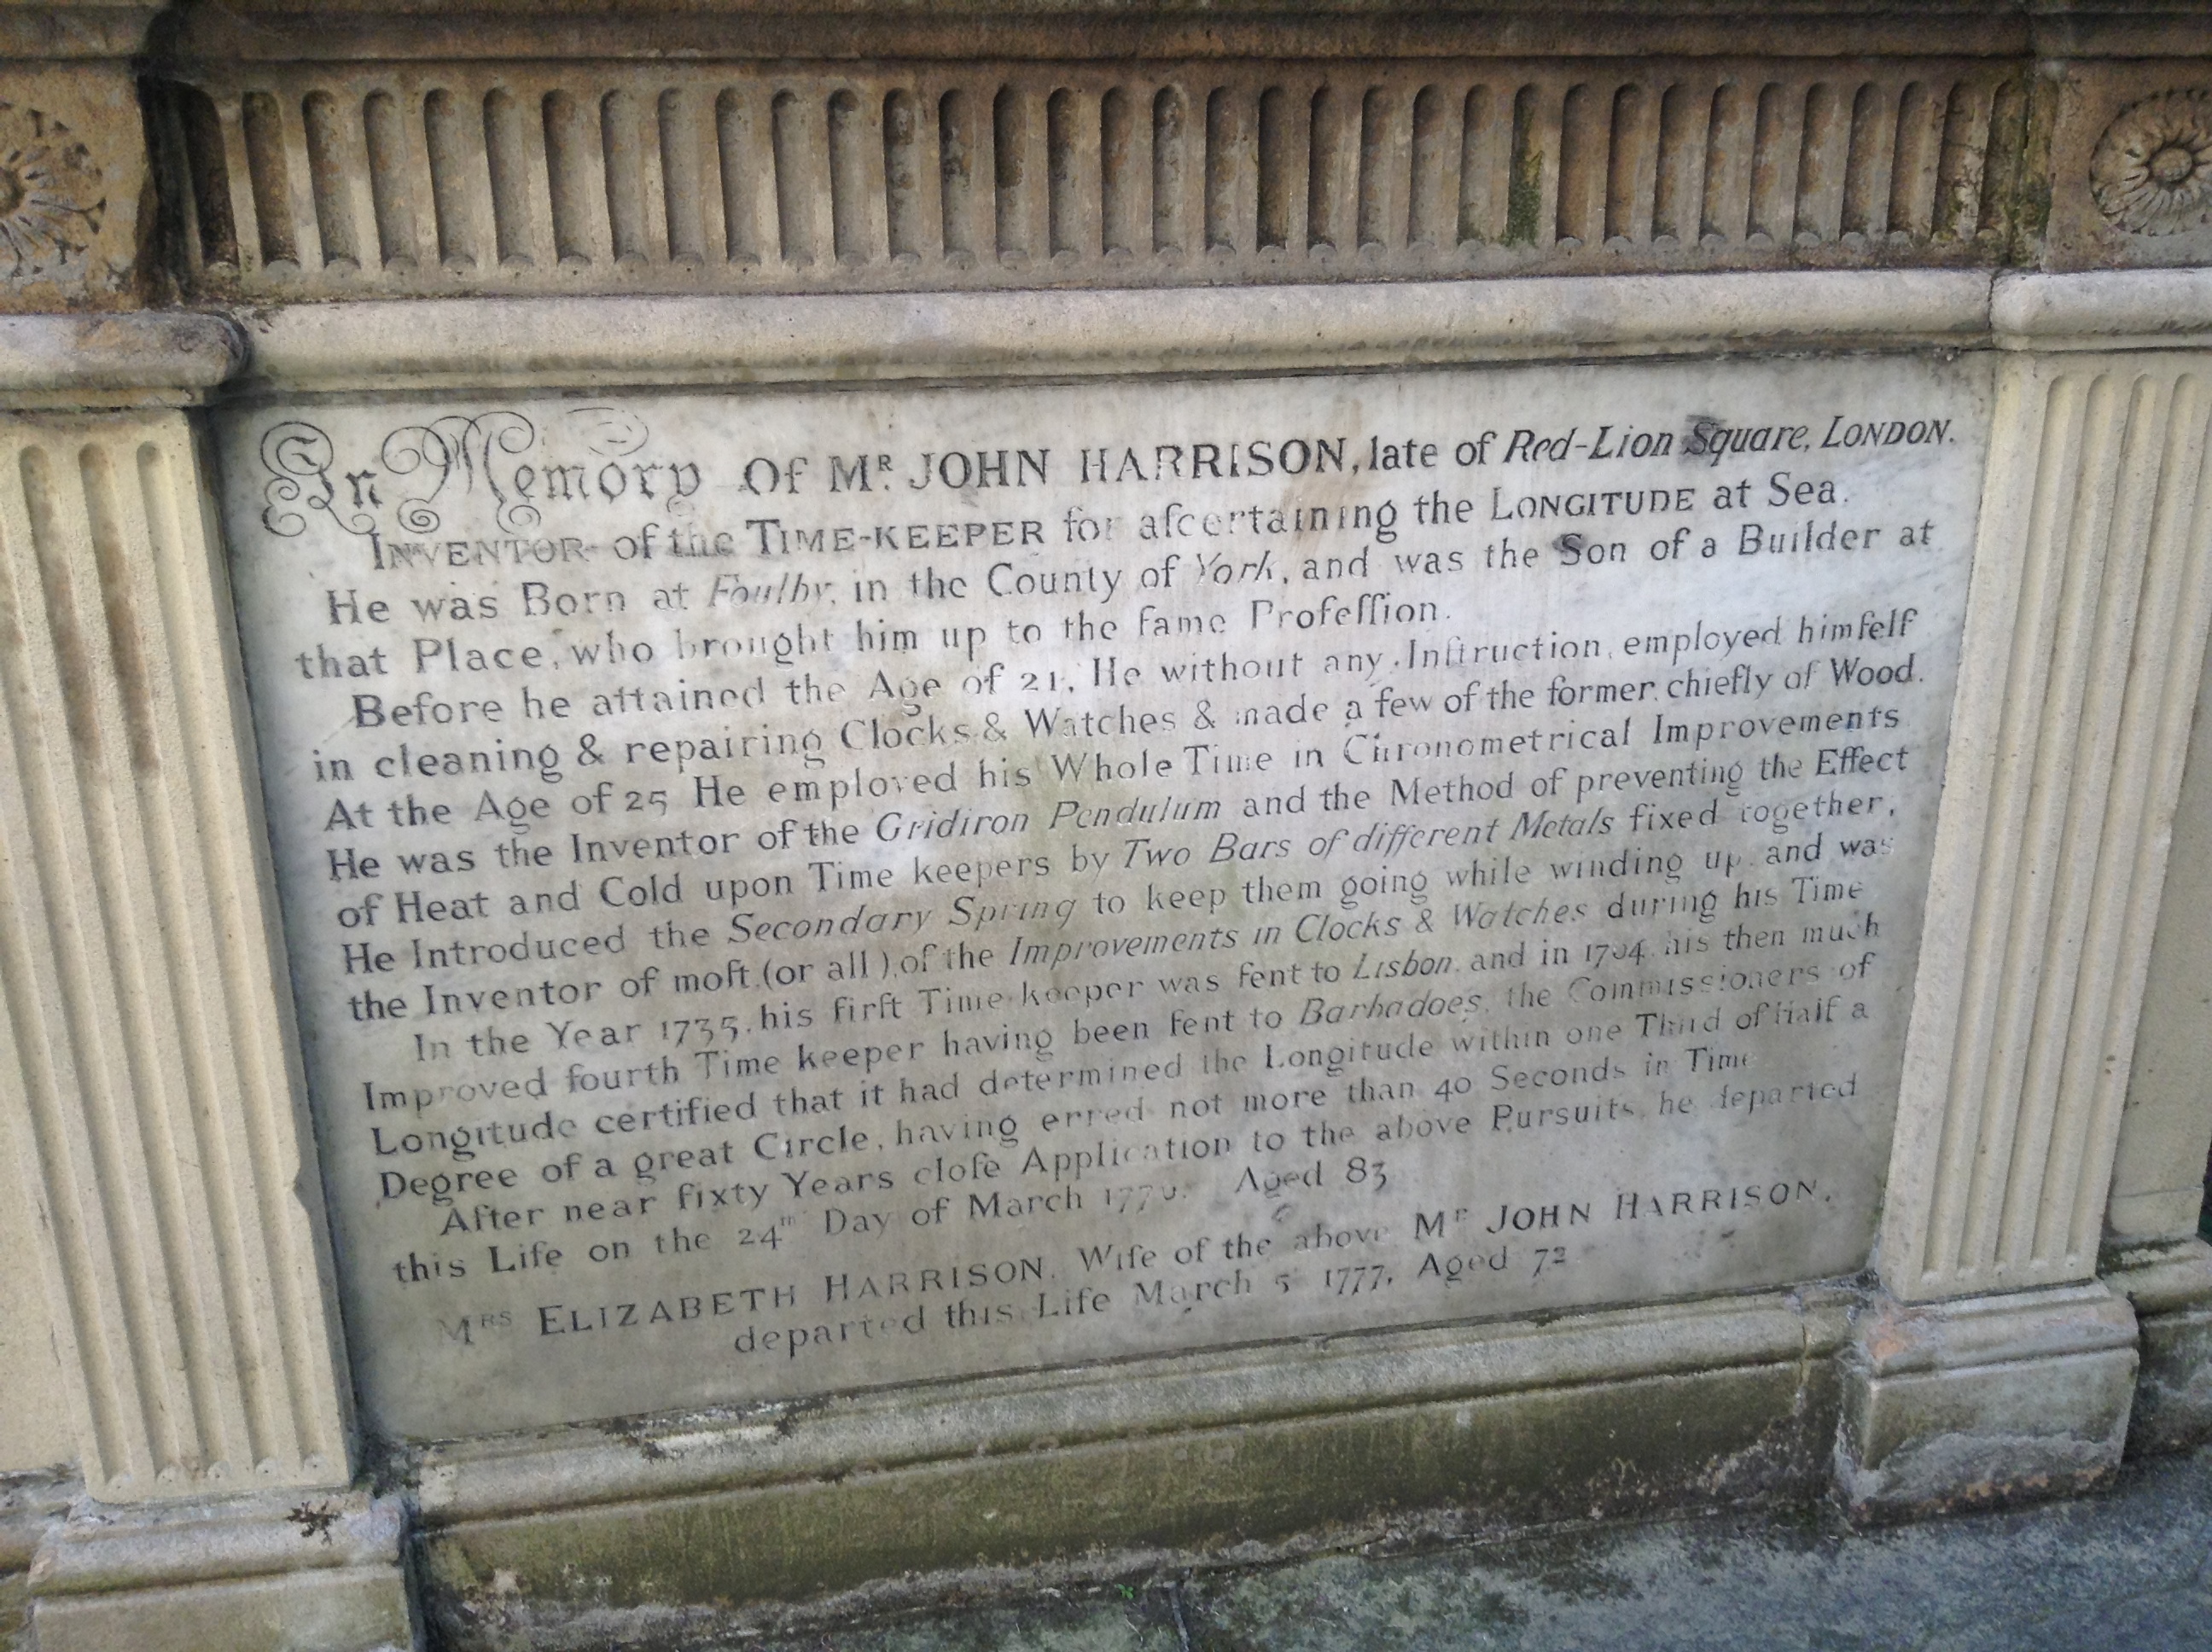 In Memory Of Mr. JOHN HARRISON, late of Red-Lion Square, LONDON.
INVENTOR of the TIME-KEEPER for aſcertaining the LONGITUDE at Sea.
He was Born at Foulby, in the County of York, and was the Son of a Builder at
that Place, who brought him up to the ſame Profeſſion.
Before he attained the Age of 21, He without any Inſtruction, employed himſelf
in cleaning & repairing Clocks & Watches & made a few of the former, chiefly of Wood.
At the Age of 25 He employed his Whole Time in Chronometrical Improvements
He was the Inventor of the Gridiron Pendulum and the Method of preventing the Effect
of Heat and Cold upon Time keepers by Two Bars of different Metals fixed together,
He Introduced the Secondary Spring to keep them going while winding up, and was
the Inventor of moſt, (or all), of the Improvements in Clocks & Watches during his Time
In the Year 1735, his firſt Time keeper was ſent to Lisbon, and in his then much
Improved fourth Time keeper having been ſent to Barbadoes, the Commissioners of
Longitude certified that it had determined the Longitude within one Third of Half a
Degree of a great Circle, having erred not more than 40 Seconds in Time
After near ſixty Years cloſe Application to the above Pursuits, he departed
this Life on the 24th Day of March Aged 83
MRS ELIZABETH HARRISON, Wife of the above Mr JOHN HARRISON,
departed this Life March 5 1777, Aged 72